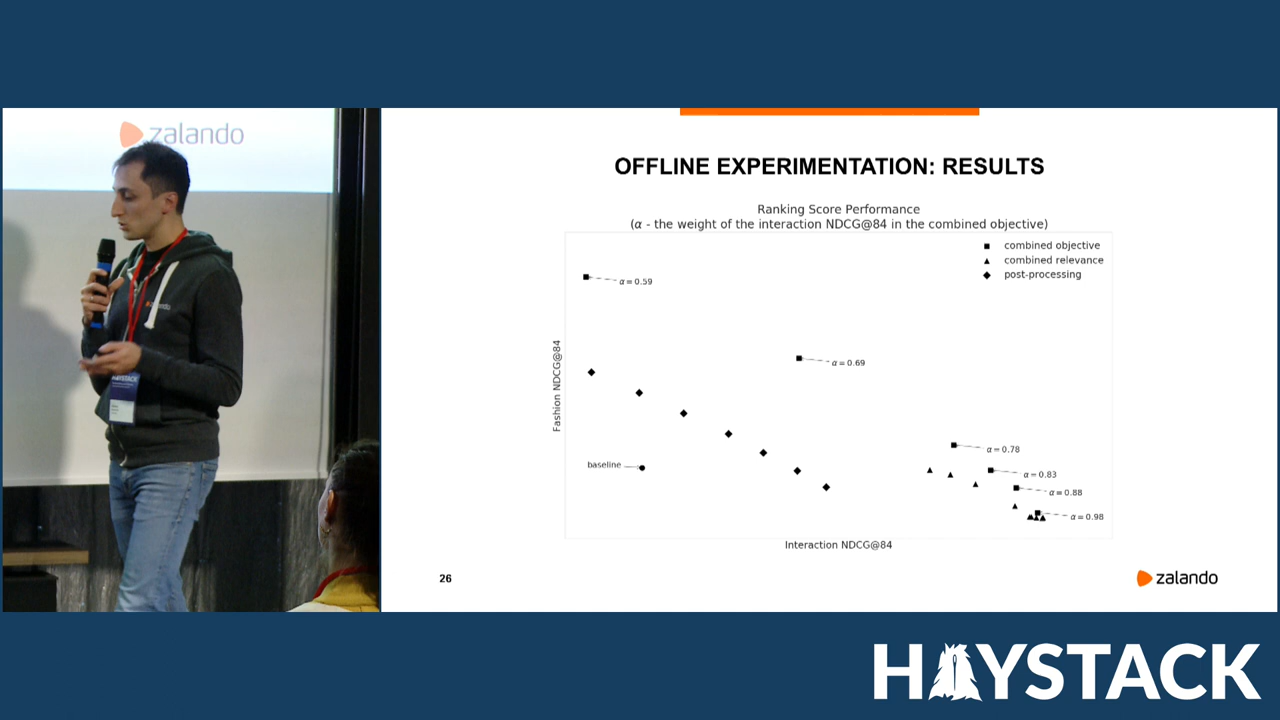 zalando
HAYSTACK
OFFLINE EXPERIMENTATION: RESULTS
Ranking Score Performance
(α - the weight of the interaction NDCG@84 in the combined objective)
combined objective
combined relevance
post-processing
α = 0.59
α = 0.69
α = 0.78
α = 0.83
α = 0.88
α = 0.98
baseline
Fashion NDCG@84
Interaction NDCG@84
26
zalando
HAYSTACK